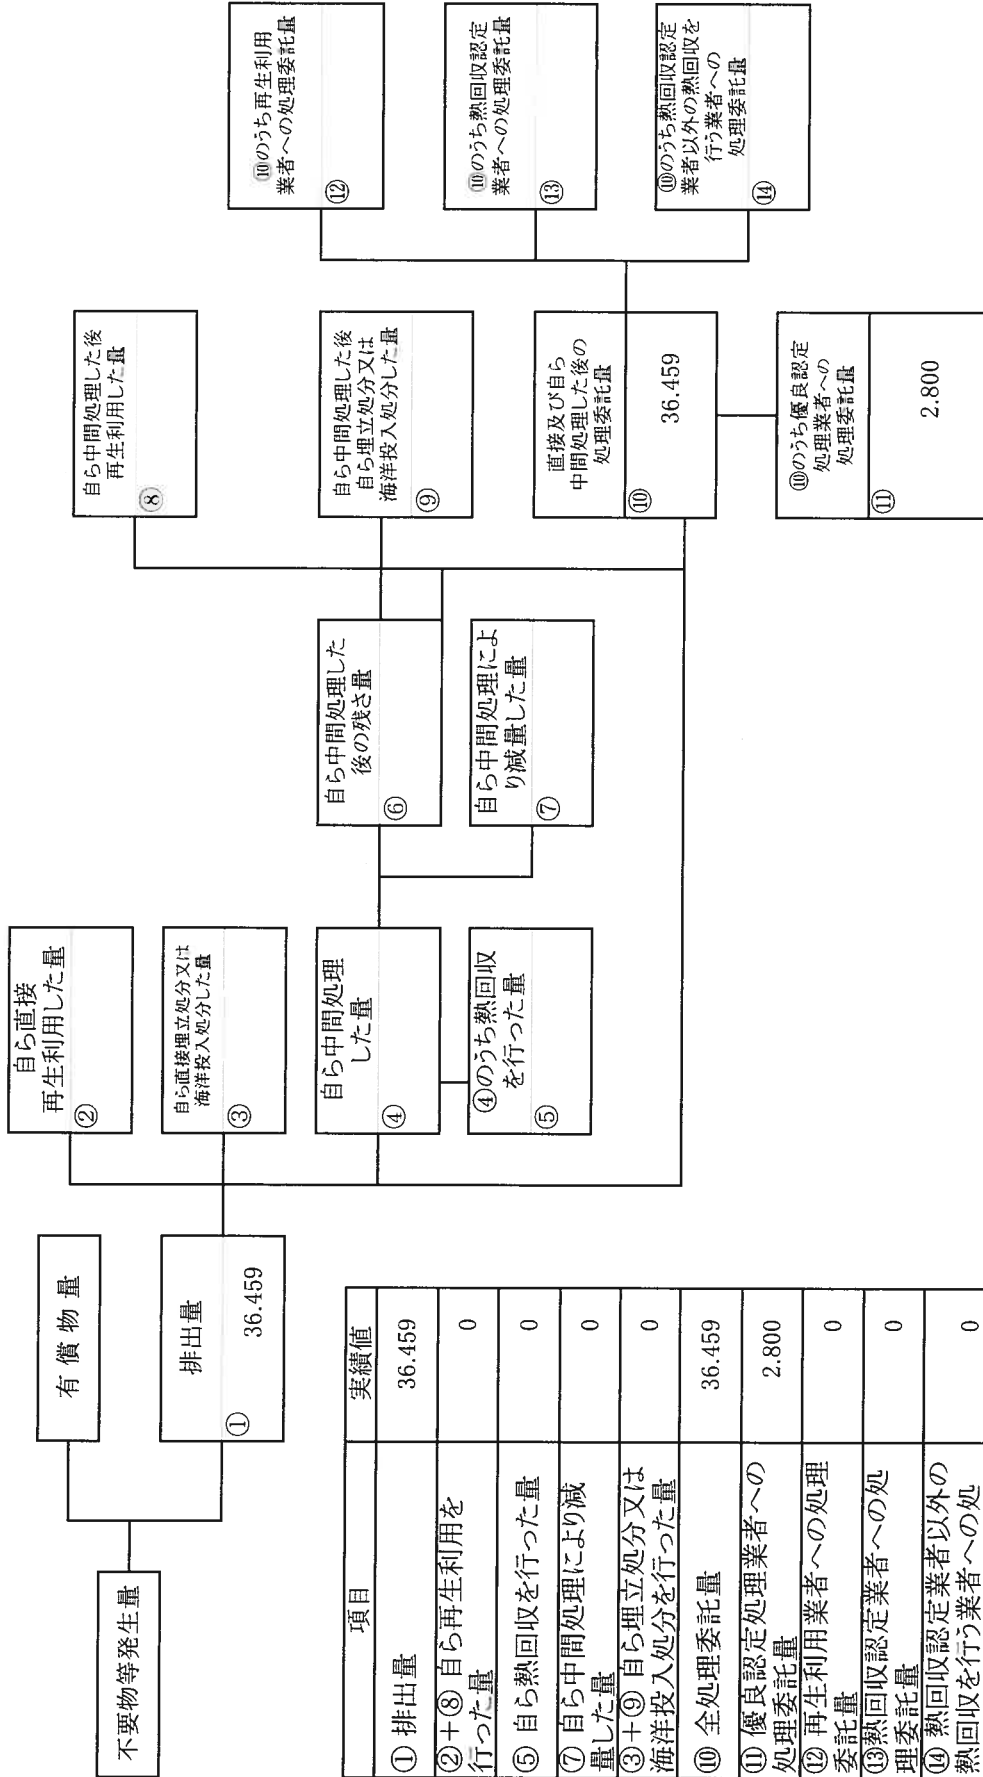 不要物等発生量
有償物量
排出量
①
36.459
自ら直接
再生利用した量
②
自ら直接埋立処分又は
海洋投入処分した量
③
自ら中間処理
した量
④
④のうち熱回収
を行った量
⑤
自ら中間処理した
後の残さ量
⑥
自ら中間処理によ
り減量した量
⑦
自ら中間処理した後
再生利用した量
⑧
自ら中間処理した後
自ら埋立処分又は
海洋投入処分した量
⑨
直接及び自ら
中間処理した後の
処理委託量
⑩
36.459
⑩のうち優良認定
処理業者への
処理委託量
⑪
2.800
⑩のうち再生利用
業者への処理委託量
⑫
⑩のうち熱回収認定
業者への処理委託量
⑬
⑩のうち熱回収認定
業者以外の熱回収を
行う業者への
処理委託量
⑭
項目 実績値
①排出量 36.459
②+⑧ 自ら再生利用を
行った量 0
⑤ 自ら熱回収を行った量 0
⑦ 自ら中間処理により減
量した量 0
③+⑨ 自ら埋立処分又は
海洋投入処分を行った量 0
⑩ 全処理委託量 36.459
⑪ 優良認定処理業者への
処理委託量 2.800
⑫ 再生利用業者への処理
委託量 0
⑬熱回収認定業者への処
理委託量 0
⑭ 熱回収認定業者以外の
熱回収を行う業者への処 0